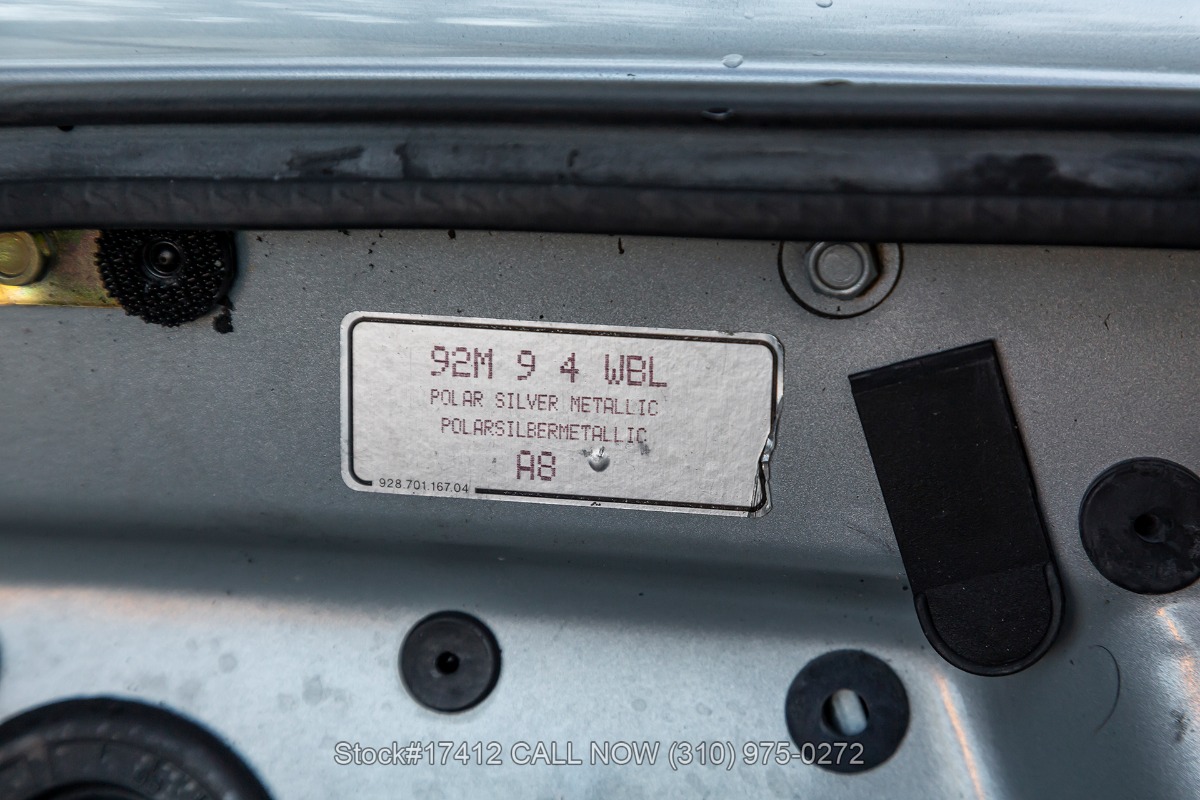 92M 9 4 WBL
POLAR SILVER METALLIC
POLARSILBERMETALLIC
A8
928.701.167.04
Stock#17412 CALL NOW (310) 975-0272